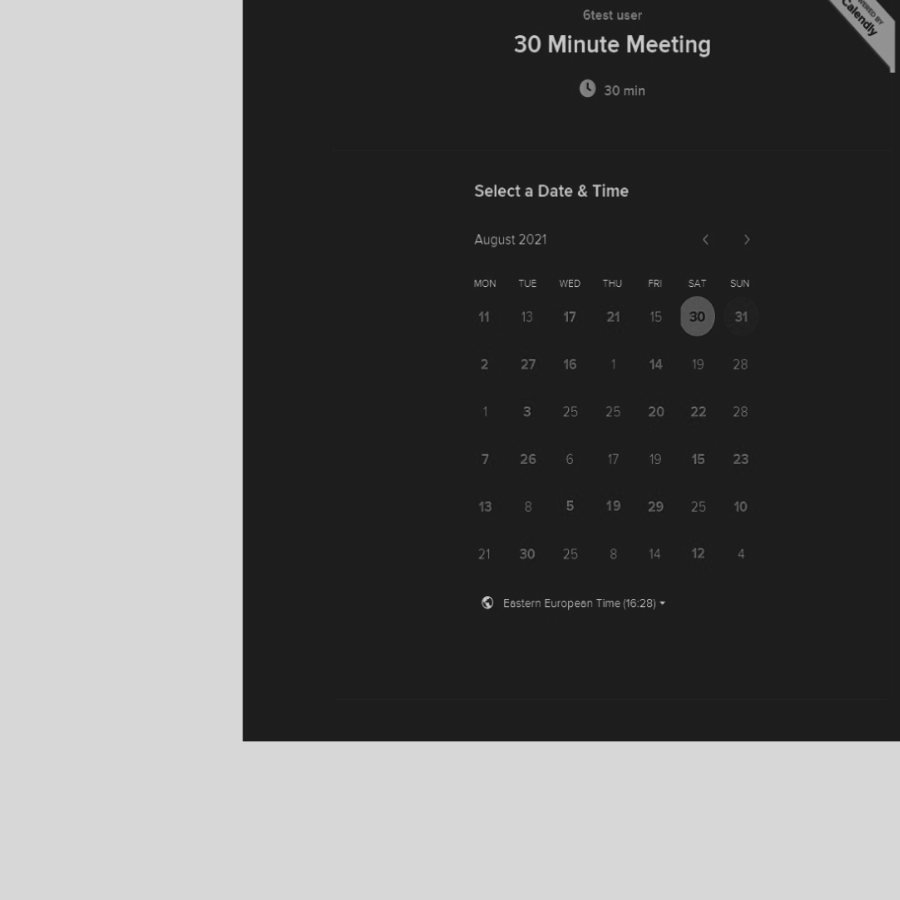 6test user
POWERED BY
Calendly
30 Minute Meeting
30 min
Select a Date & Time
August 2021
MON TUE WED THU FRI SAT SUN
11 13 17 21 15 30 31
2 27 16 1 14 19 28
1 3 25 25 20 22 28
7 26 6 17 19 15 23
13 8 5 19 29 25 10
21 30 25 8 14 12 4
Eastern European Time (16:28)